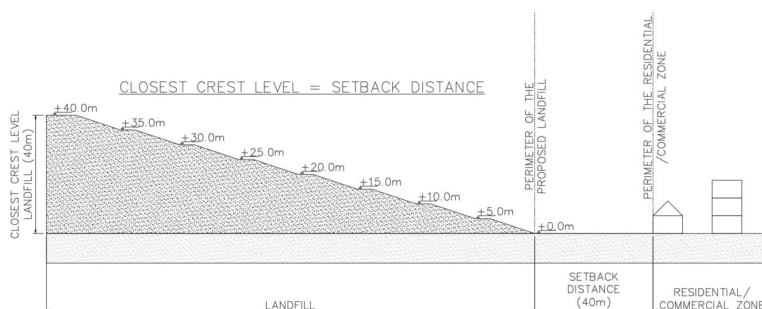 CLOSEST CREST LEVEL = SETBACK DISTANCE
CLOSEST CREST LEVEL
LANDFILL (40m)
+40.0m
+35.0m
+30.0m
+25.0m
+20.0m
+15.0m
+10.0m
+5.0m
+0.0m
PERIMETER OF THE
PROPOSED LANDFILL
PERIMETER OF THE RESIDENTIAL
/COMMERCIAL ZONE
LANDFILL
SETBACK
DISTANCE
(40m)
RESIDENTIAL/
COMMERCIAL ZONE